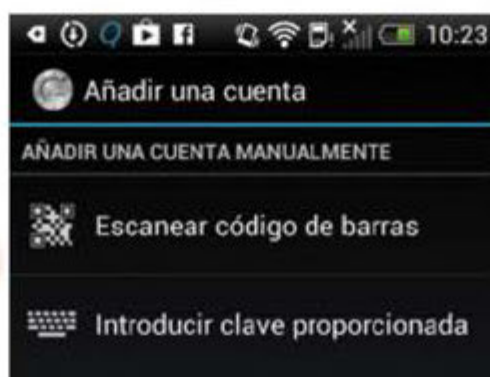 10:23
Añadir una cuenta
AÑADIR UNA CUENTA MANUALMENTE
Escanear código de barras
Introducir clave proporcionada